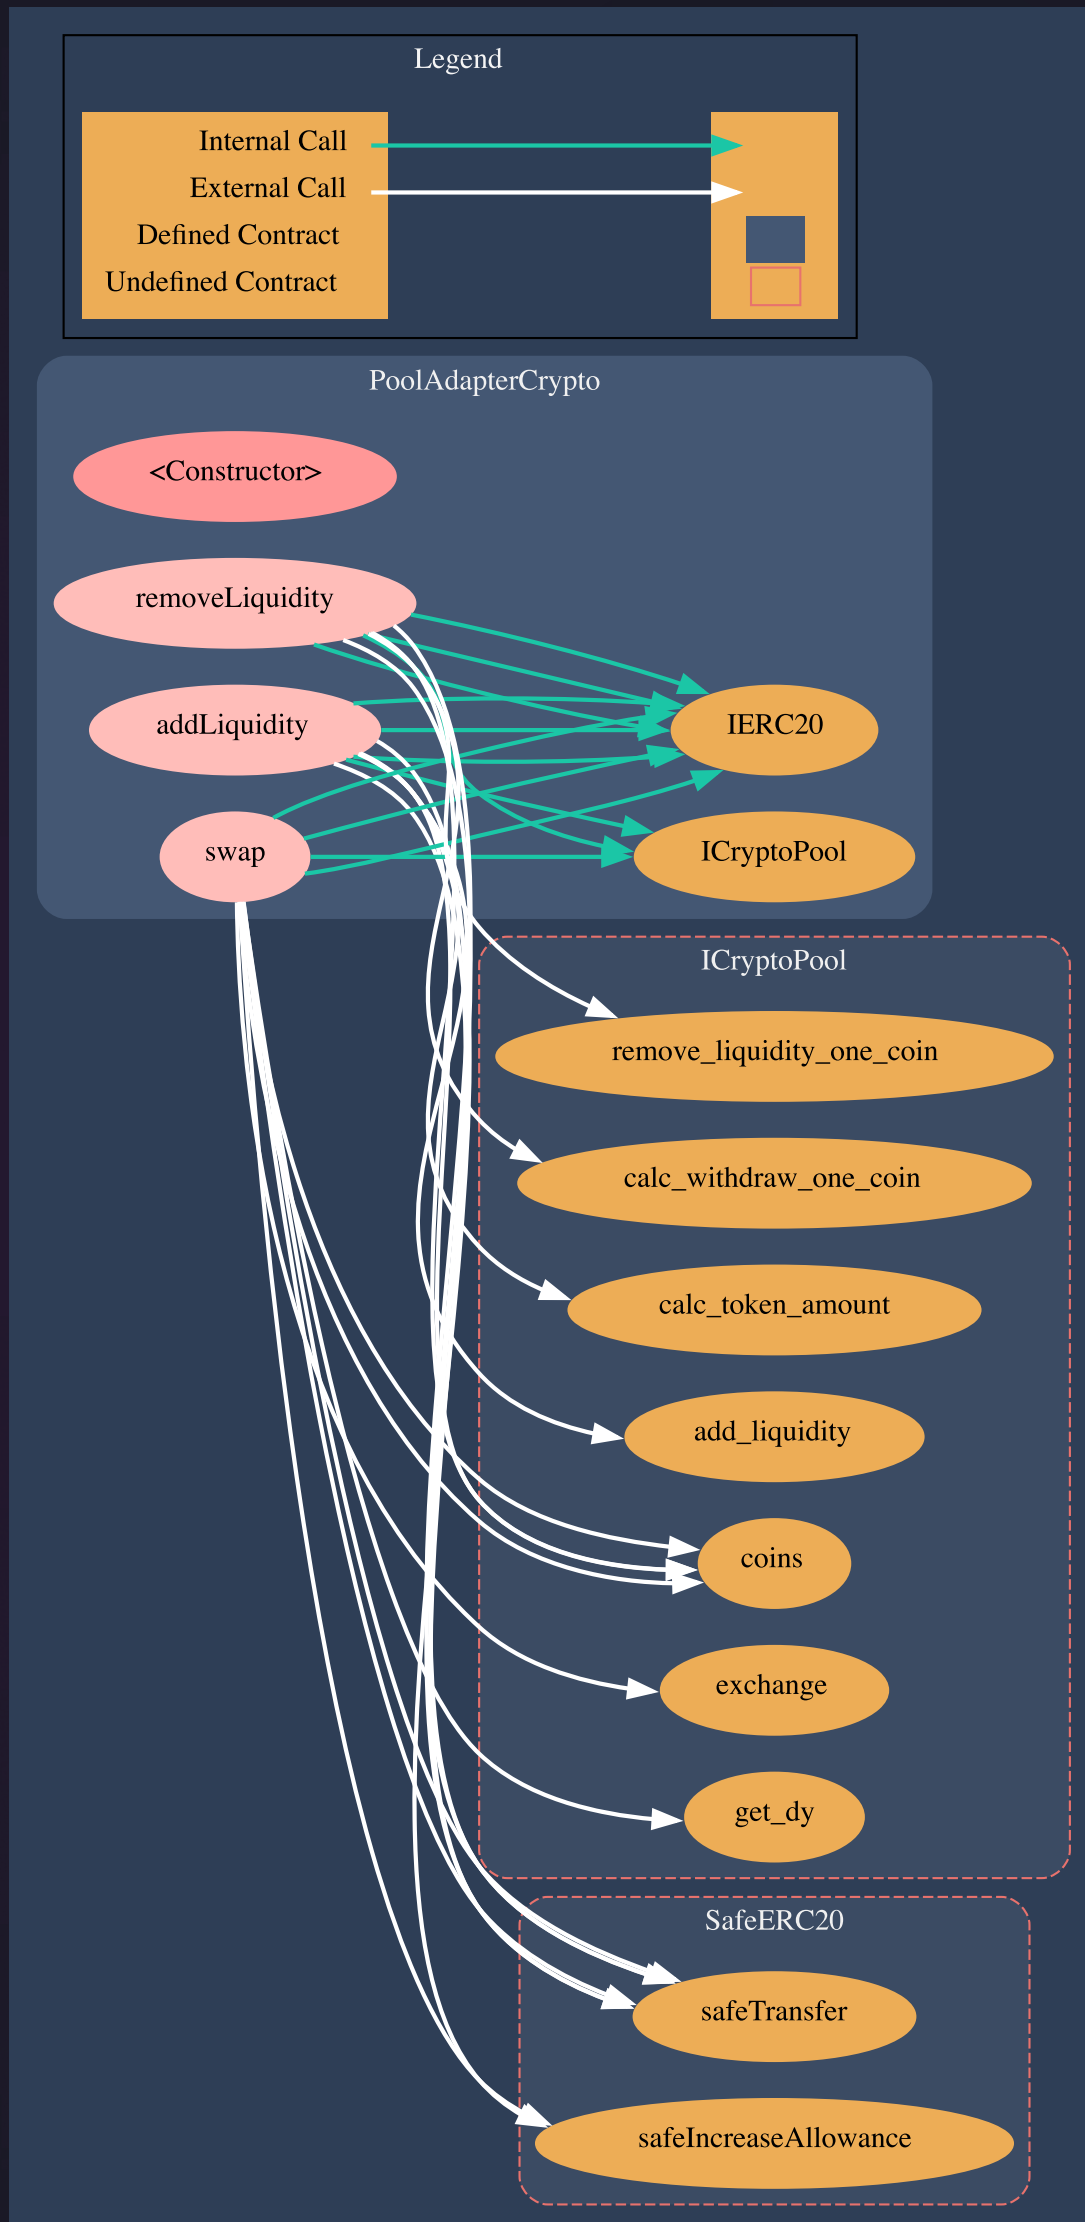 Legend
Internal Call
External Call
Defined Contract
Undefined Contract
PoolAdapterCrypto
<Constructor>
removeLiquidity
addLiquidity
IERC20
swap
ICryptoPool
ICryptoPool
remove_liquidity_one_coin
calc_withdraw_one_coin
calc_token_amount
add_liquidity
coins
exchange
get_dy
SafeERC20
safeTransfer
safeIncreaseAllowance